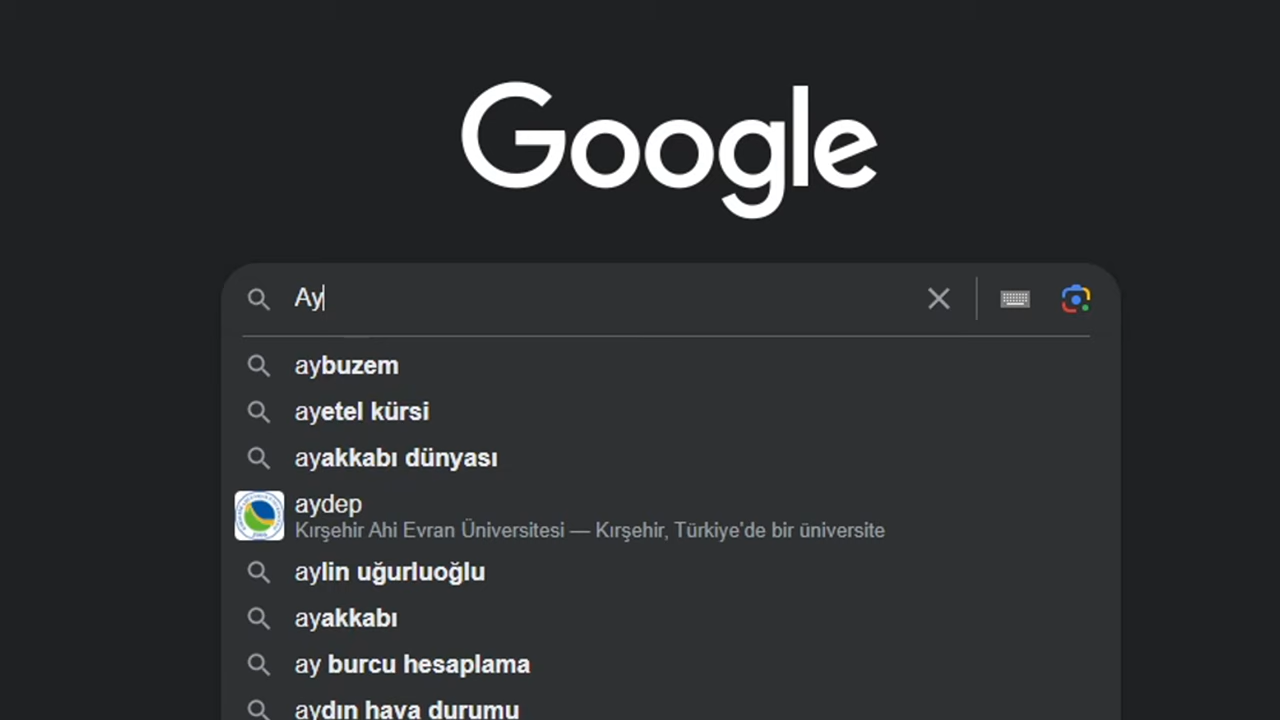 Google
Ay
aybuzem
ayetel kürsi
ayakkabı dünyası
aydep
Kırşehir Ahi Evran Üniversitesi — Kırşehir, Türkiye'de bir üniversite
aylin uğurluoğlu
ayakkabı
ay burcu hesaplama
aydın hava durumu